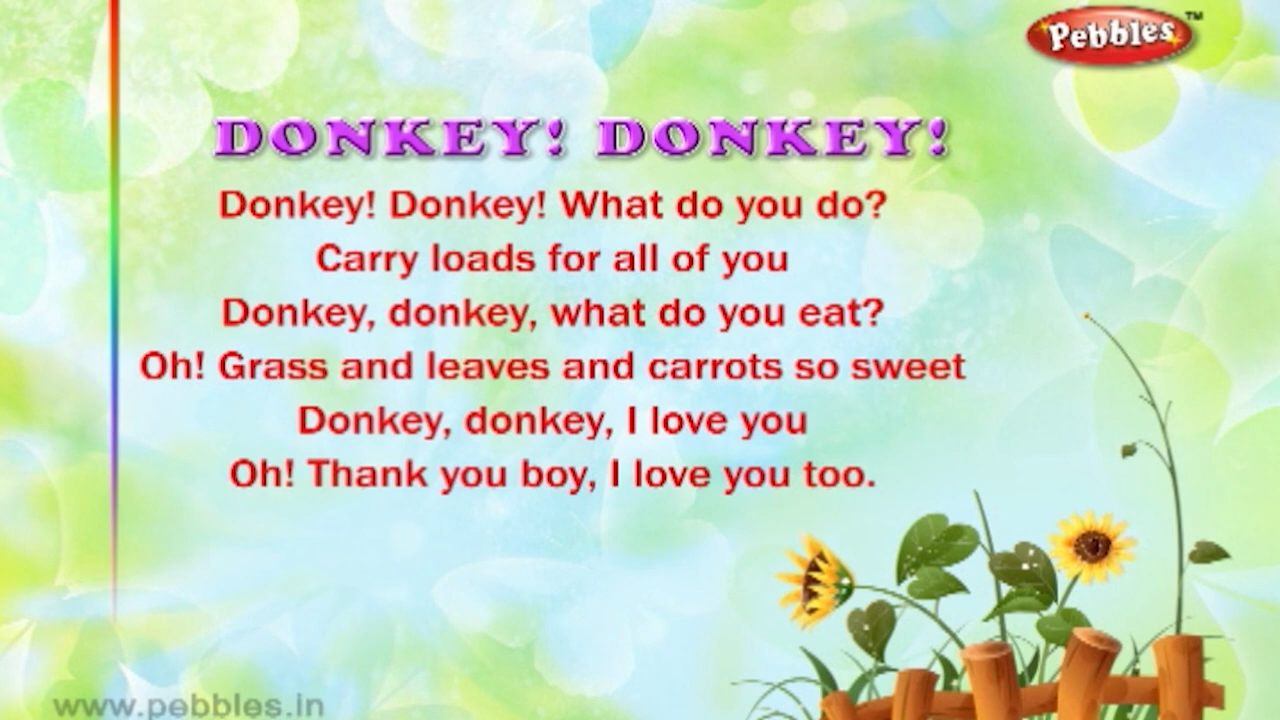 Pebbles™
DONKEY! DONKEY!
Donkey! Donkey! What do you do?
Carry loads for all of you
Donkey, donkey, what do you eat?
Oh! Grass and leaves and carrots so sweet
Donkey, donkey, I love you
Oh! Thank you boy, I love you too.
www.pebbles.in